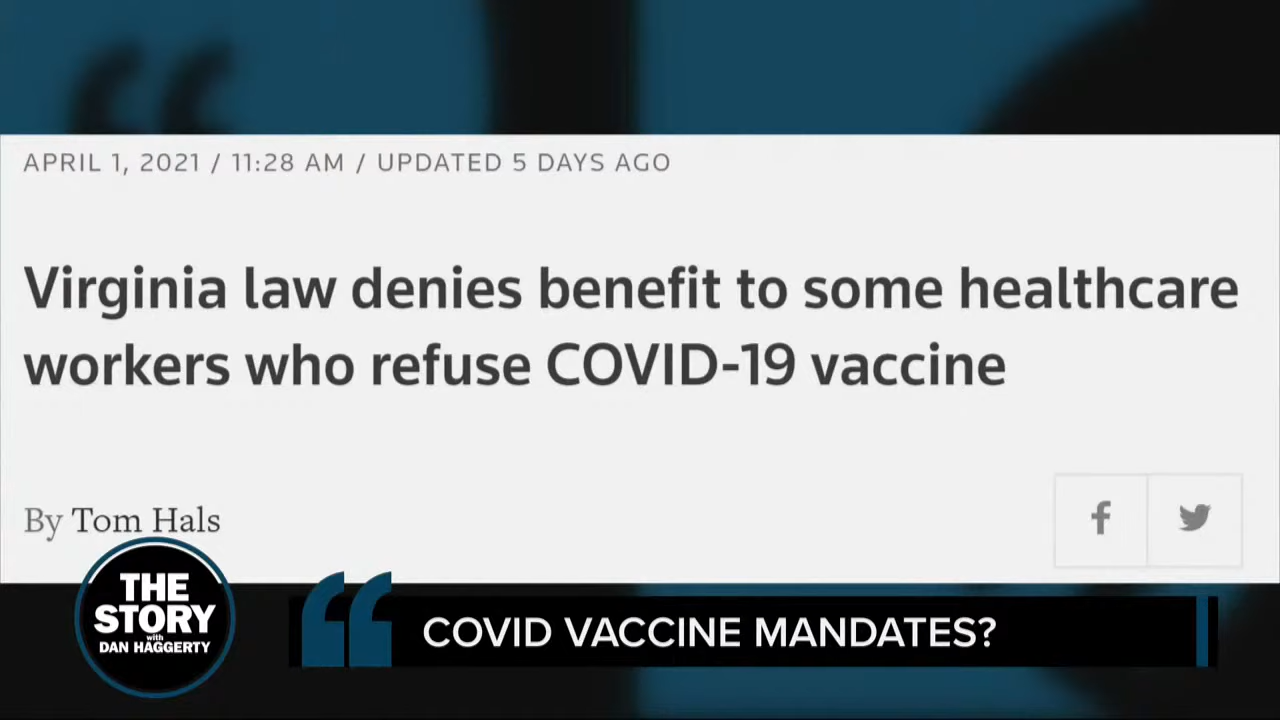 APRIL 1, 2021 / 11:28 AM / UPDATED 5 DAYS AGO
Virginia law denies benefit to some healthcare
workers who refuse COVID-19 vaccine
By Tom Hals
THE
STORY
with
DAN HAGGERTY
COVID VACCINE MANDATES?